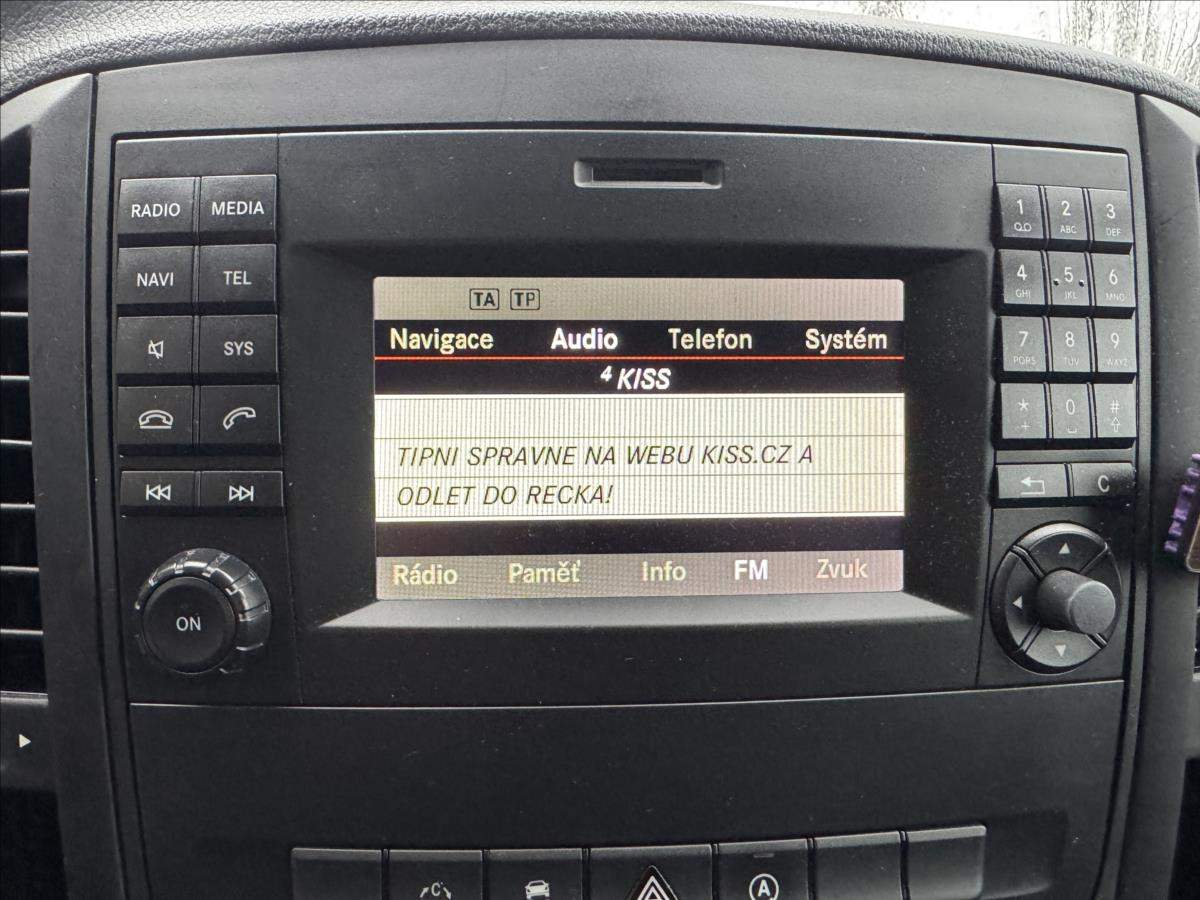 RADIO MEDIA
NAVI TEL
SYS
ON
TA TP
Navigace Audio Telefon Systém
4 KISS
TIPNI SPRAVNE NA WEBU KISS.CZ A
ODLET DO RECKA!
Rádio Paměť Info FM Zvuk
1 2 ABC 3 DEF
4 GHI 5 JKL 6 MNO
7 PQRS 8 TUV 9 WXYZ
* + 0 #
C
C
A